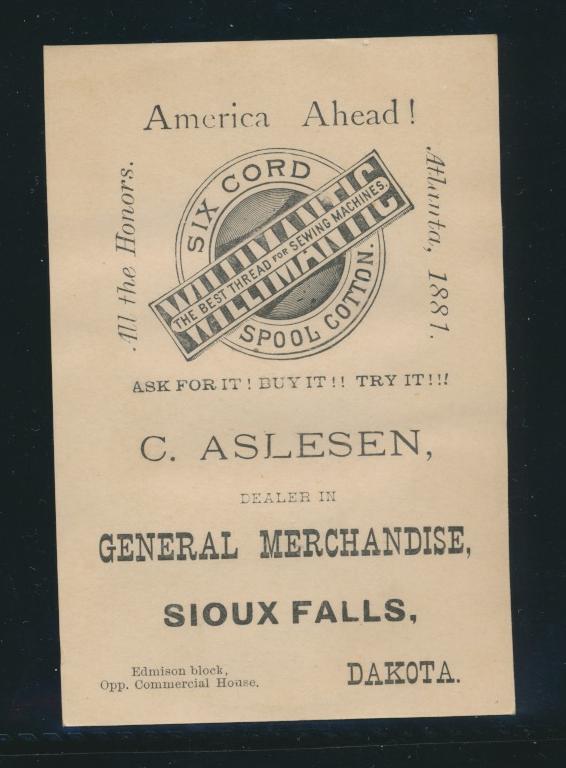 America Ahead!
All the Honors.
Atlanta, 1881.
SIX CORD
WILLIMANTIC
THE BEST THREAD FOR SEWING MACHINES.
WILLIMANTIC
SPOOL COTTON.
ASK FOR IT! BUY IT!! TRY IT!!!
C. ASLESEN,
DEALER IN
GENERAL MERCHANDISE,
SIOUX FALLS,
Edmison block,
Opp. Commercial House.
DAKOTA.